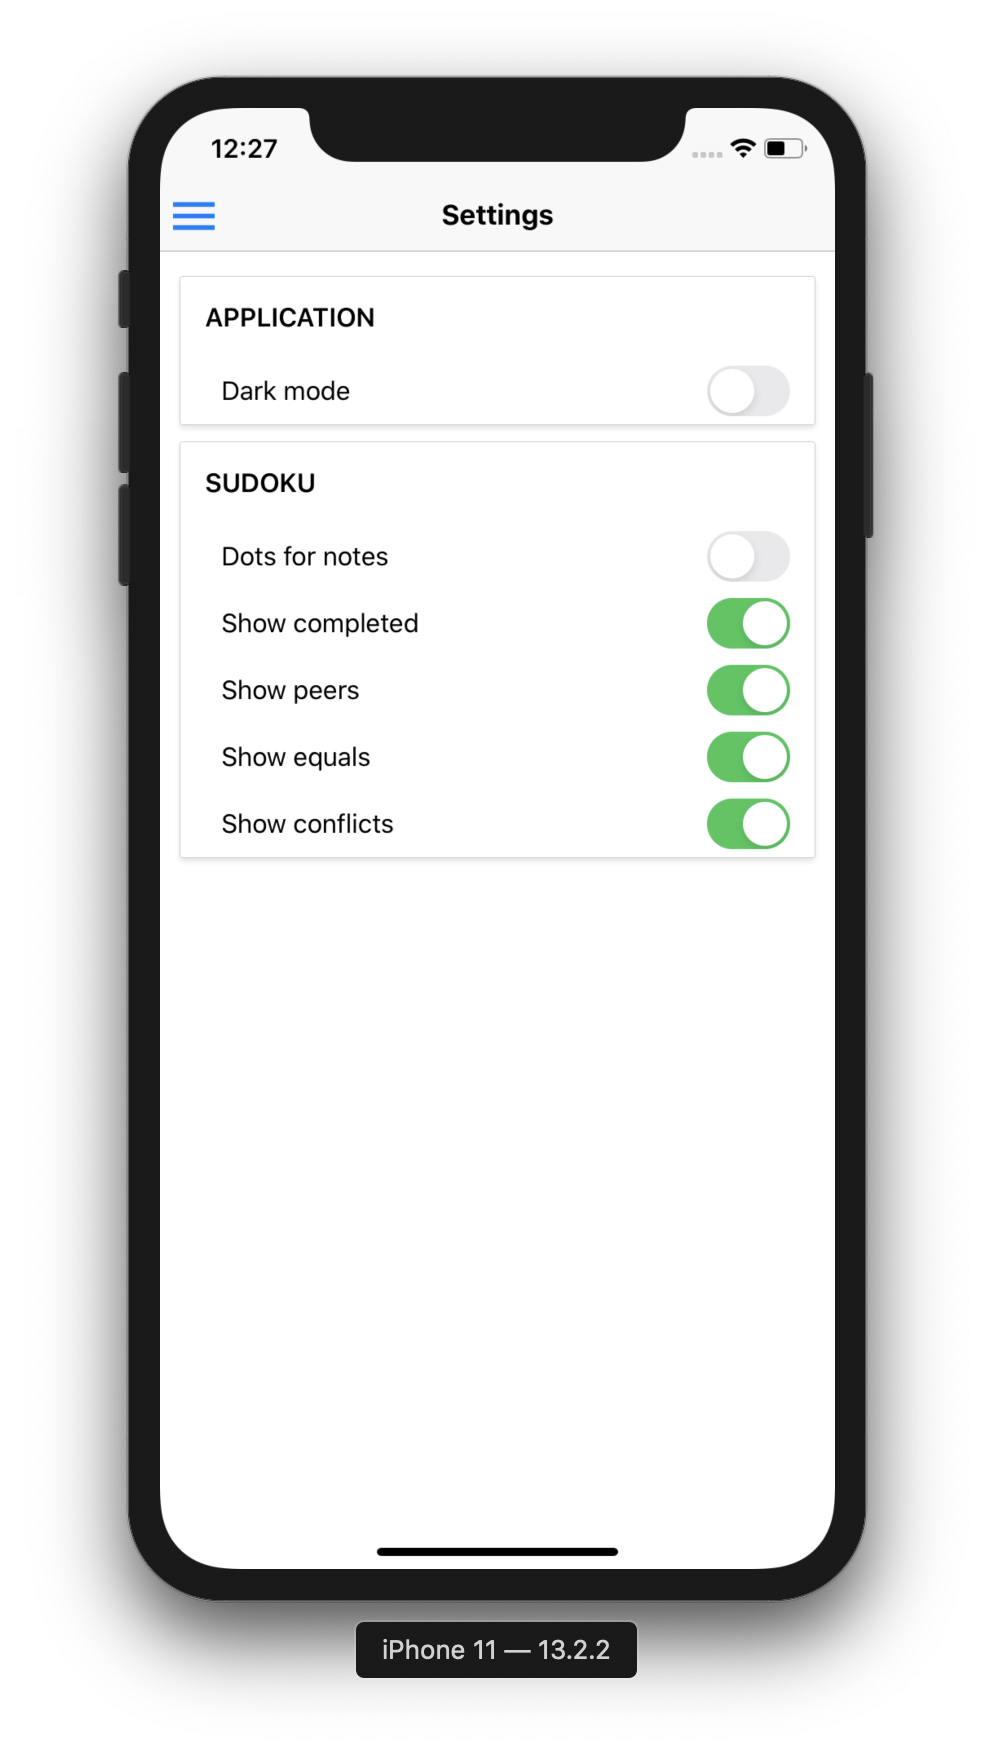 12:27
Settings
APPLICATION
Dark mode
SUDOKU
Dots for notes
Show completed
Show peers
Show equals
Show conflicts
iPhone 11 — 13.2.2